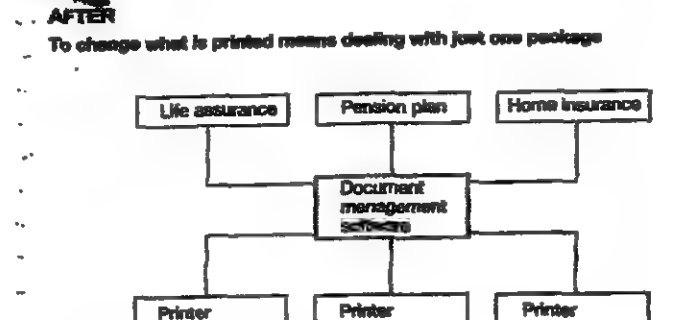 AFTER
To change what is printed means dealing with just one package
Life assurance
Pension plan
Home insurance
Document
management
software
Printer
Printer
Printer